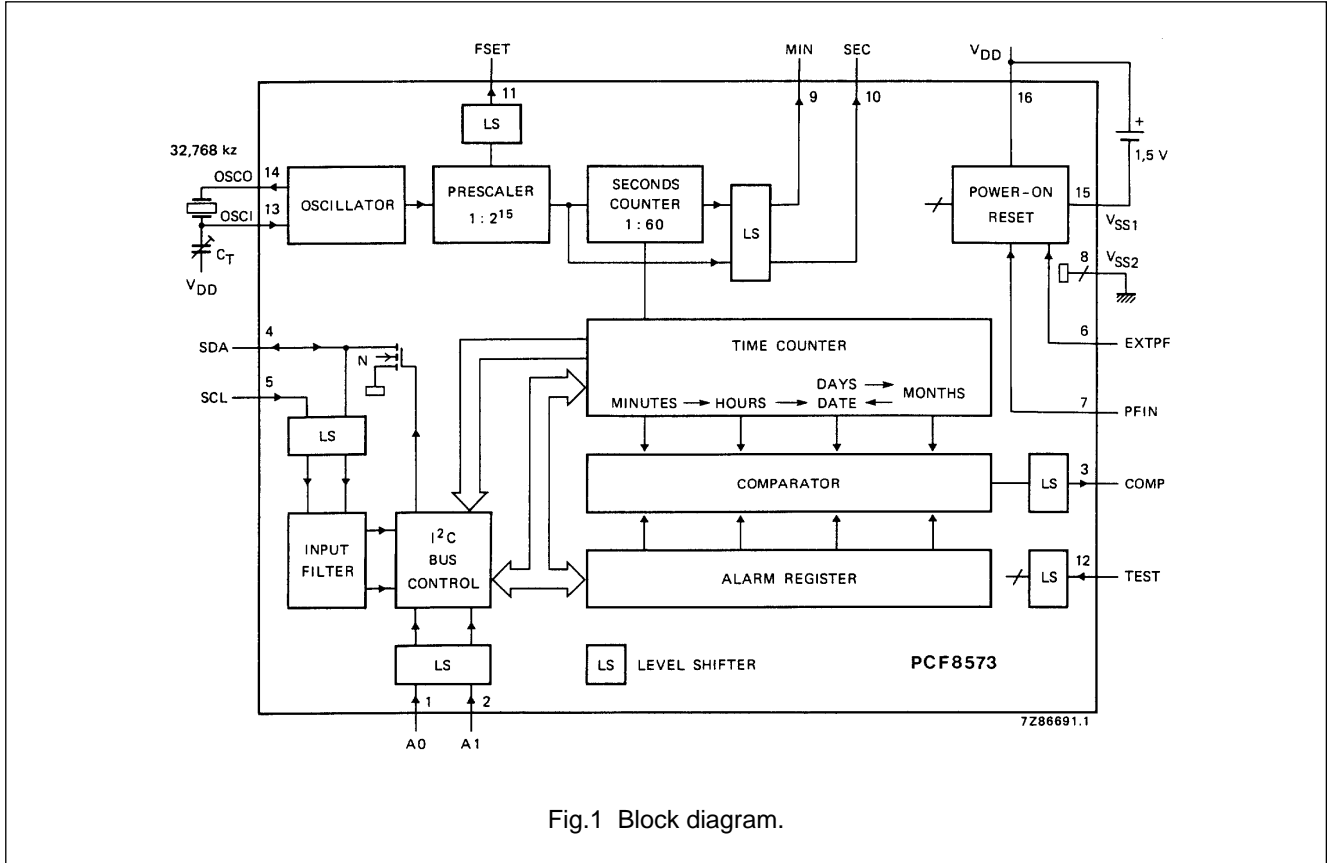 FSET
MIN
SEC
V_DD
11
9
10
16
LS
+
1,5 V
32,768 kz
OSCO
14
OSCI
13
C_T
V_DD
OSCILLATOR
PRESCALER
1 : 2^15
SECONDS
COUNTER
1 : 60
LS
POWER-ON
RESET
15
V_SS1
8
V_SS2
6
EXTPF
7
PFIN
4
SDA
N
5
SCL
LS
TIME COUNTER
DAYS → MONTHS
MINUTES → HOURS → DATE ←
COMPARATOR
LS
3
COMP
INPUT
FILTER
I²C
BUS
CONTROL
ALARM REGISTER
LS
12
TEST
LS
LS LEVEL SHIFTER
PCF8573
1
2
A0
A1
7Z86691.1
Fig.1 Block diagram.